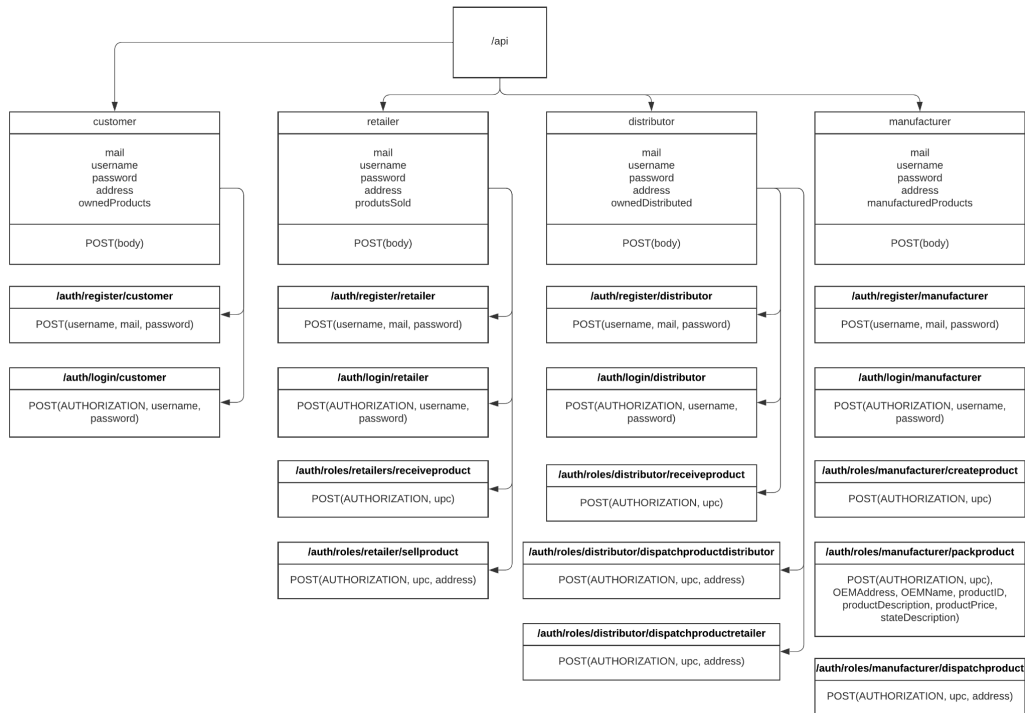 /api
customer
mail
username
password
address
ownedProducts
POST(body)
/auth/register/customer
POST(username, mail, password)
/auth/login/customer
POST(AUTHORIZATION, username,
password)
retailer
mail
username
password
address
produtsSold
POST(body)
/auth/register/retailer
POST(username, mail, password)
/auth/login/retailer
POST(AUTHORIZATION, username,
password)
/auth/roles/retailers/receiveproduct
POST(AUTHORIZATION, upc)
/auth/roles/retailer/sellproduct
POST(AUTHORIZATION, upc, address)
distributor
mail
username
password
address
ownedDistributed
POST(body)
/auth/register/distributor
POST(username, mail, password)
/auth/login/distributor
POST(AUTHORIZATION, username,
password)
/auth/roles/distributor/receiveproduct
POST(AUTHORIZATION, upc)
/auth/roles/distributor/dispatchproductdistributor
POST(AUTHORIZATION, upc, address)
/auth/roles/distributor/dispatchproductretailer
POST(AUTHORIZATION, upc, address)
manufacturer
mail
username
password
address
manufacturedProducts
POST(body)
/auth/register/manufacturer
POST(username, mail, password)
/auth/login/manufacturer
POST(AUTHORIZATION, username,
password)
/auth/roles/manufacturer/createproduct
POST(AUTHORIZATION, upc)
/auth/roles/manufacturer/packproduct
POST(AUTHORIZATION, upc),
OEMAddress, OEMName, productID,
productDescription, productPrice,
stateDescription)
/auth/roles/manufacturer/dispatchproduct
POST(AUTHORIZATION, upc, address)